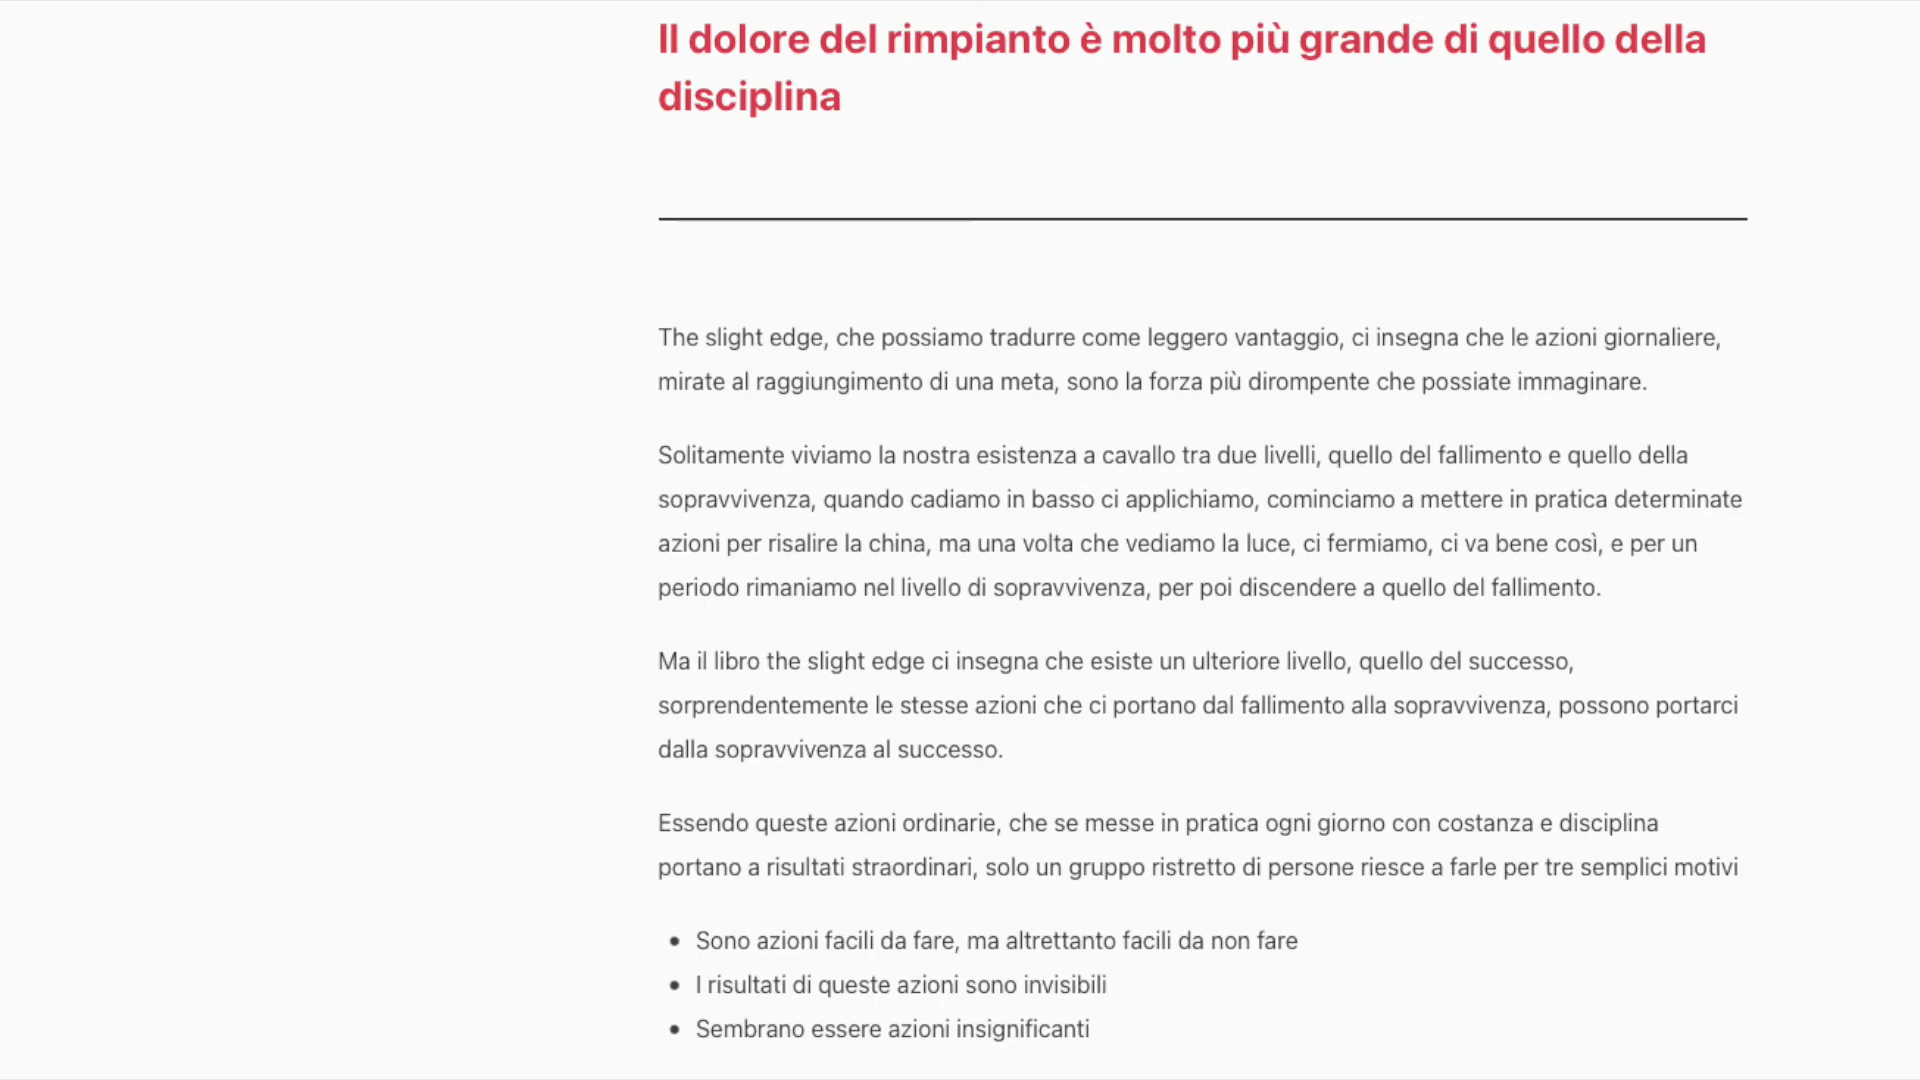 Il dolore del rimpianto è molto più grande di quello della
disciplina
The slight edge, che possiamo tradurre come leggero vantaggio, ci insegna che le azioni giornaliere,
mirate al raggiungimento di una meta, sono la forza più dirompente che possiate immaginare.
Solitamente viviamo la nostra esistenza a cavallo tra due livelli, quello del fallimento e quello della
sopravvivenza, quando cadiamo in basso ci applichiamo, cominciamo a mettere in pratica determinate
azioni per risalire la china, ma una volta che vediamo la luce, ci fermiamo, ci va bene così, e per un
periodo rimaniamo nel livello di sopravvivenza, per poi discendere a quello del fallimento.
Ma il libro the slight edge ci insegna che esiste un ulteriore livello, quello del successo,
sorprendentemente le stesse azioni che ci portano dal fallimento alla sopravvivenza, possono portarci
dalla sopravvivenza al successo.
Essendo queste azioni ordinarie, che se messe in pratica ogni giorno con costanza e disciplina
portano a risultati straordinari, solo un gruppo ristretto di persone riesce a farle per tre semplici motivi
• Sono azioni facili da fare, ma altrettanto facili da non fare
• I risultati di queste azioni sono invisibili
• Sembrano essere azioni insignificanti